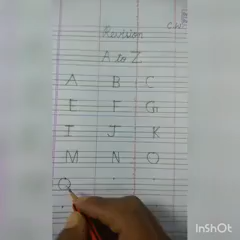 C.W.
Revision
A to Z
A B C
E F G
I J K
M N O
Q
InShOt